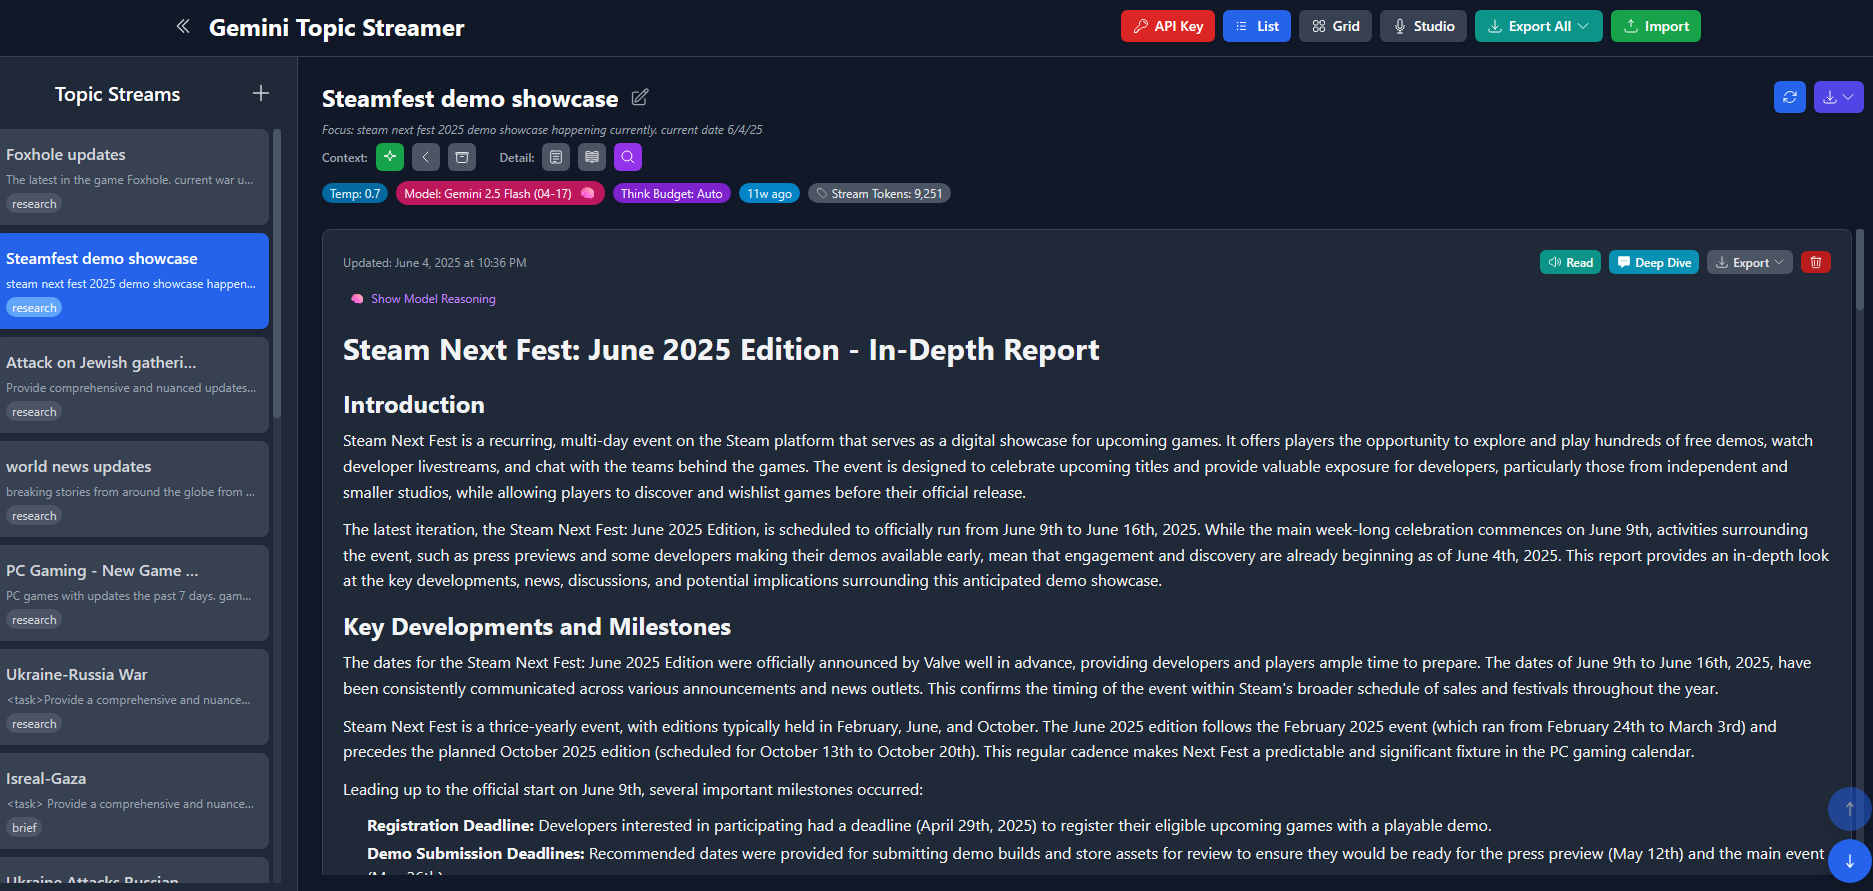 Gemini Topic Streamer
API Key
List
Grid
Studio
Export All
Import
Topic Streams
Foxhole updates
The latest in the game Foxhole. current war u...
research
Steamfest demo showcase
steam next fest 2025 demo showcase happen...
research
Attack on Jewish gatheri...
Provide comprehensive and nuanced updates...
research
world news updates
breaking stories from around the globe from ...
research
PC Gaming - New Game ...
PC games with updates the past 7 days. gam...
research
Ukraine-Russia War
<task>Provide a comprehensive and nuance...
research
Isreal-Gaza
<task> Provide a comprehensive and nuance...
brief
Ukraine Attacks Russian
Steamfest demo showcase
Focus: steam next fest 2025 demo showcase happening currently. current date 6/4/25
Context:
Detail:
Temp: 0.7
Model: Gemini 2.5 Flash (04-17)
Think Budget: Auto
11w ago
Stream Tokens: 9,251
Updated: June 4, 2025 at 10:36 PM
Read
Deep Dive
Export
Show Model Reasoning
Steam Next Fest: June 2025 Edition - In-Depth Report
Introduction
Steam Next Fest is a recurring, multi-day event on the Steam platform that serves as a digital showcase for upcoming games. It offers players the opportunity to explore and play hundreds of free demos, watch
developer livestreams, and chat with the teams behind the games. The event is designed to celebrate upcoming titles and provide valuable exposure for developers, particularly those from independent and
smaller studios, while allowing players to discover and wishlist games before their official release.
The latest iteration, the Steam Next Fest: June 2025 Edition, is scheduled to officially run from June 9th to June 16th, 2025. While the main week-long celebration commences on June 9th, activities surrounding
the event, such as press previews and some developers making their demos available early, mean that engagement and discovery are already beginning as of June 4th, 2025. This report provides an in-depth look
at the key developments, news, discussions, and potential implications surrounding this anticipated demo showcase.
Key Developments and Milestones
The dates for the Steam Next Fest: June 2025 Edition were officially announced by Valve well in advance, providing developers and players ample time to prepare. The dates of June 9th to June 16th, 2025, have
been consistently communicated across various announcements and news outlets. This confirms the timing of the event within Steam's broader schedule of sales and festivals throughout the year.
Steam Next Fest is a thrice-yearly event, with editions typically held in February, June, and October. The June 2025 edition follows the February 2025 event (which ran from February 24th to March 3rd) and
precedes the planned October 2025 edition (scheduled for October 13th to October 20th). This regular cadence makes Next Fest a predictable and significant fixture in the PC gaming calendar.
Leading up to the official start on June 9th, several important milestones occurred:
Registration Deadline: Developers interested in participating had a deadline (April 29th, 2025) to register their eligible upcoming games with a playable demo.
Demo Submission Deadlines: Recommended dates were provided for submitting demo builds and store assets for review to ensure they would be ready for the press preview (May 12th) and the main event